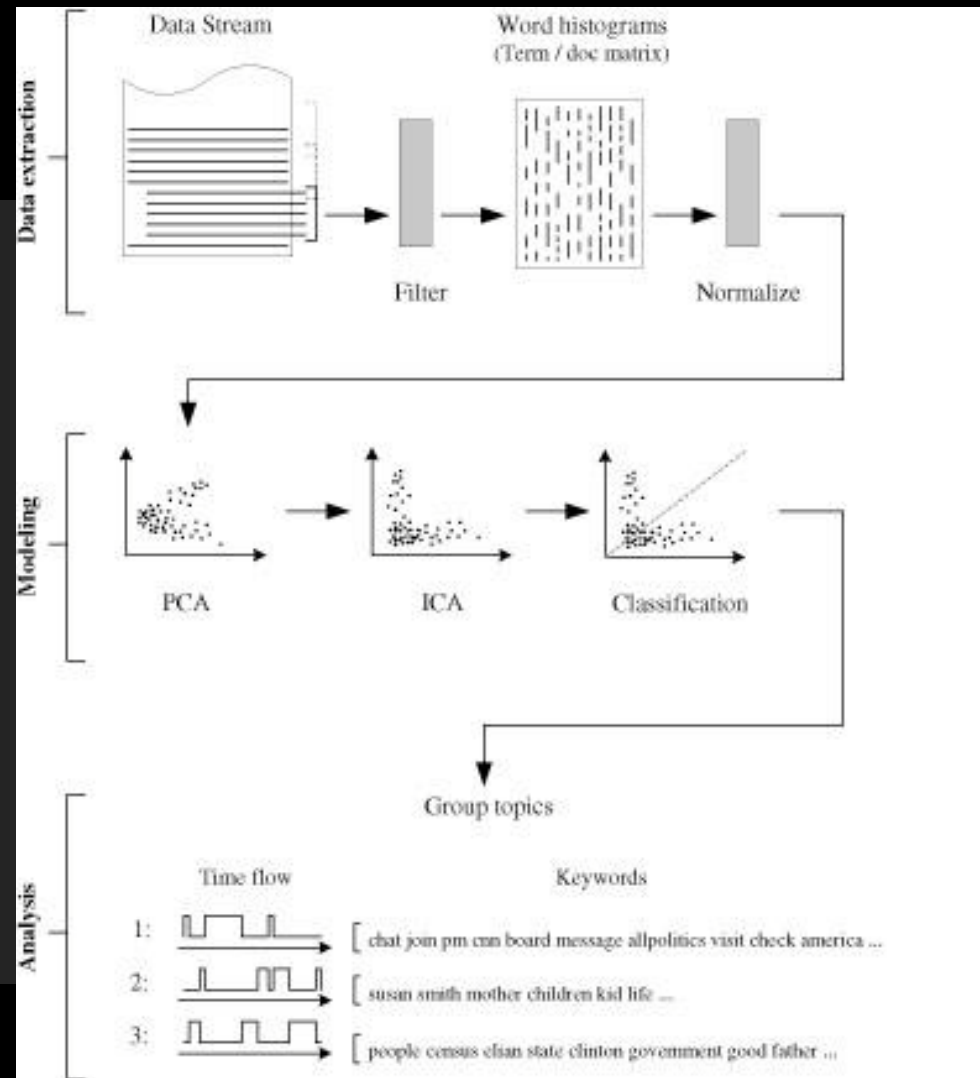 Data Stream
Word histograms
(Term / doc matrix)
Data extraction
Filter
Normalize
Modeling
PCA
ICA
Classification
Group topics
Analysis
Time flow
Keywords
1:
[ chat join pm cnn board message allpolitics visit check america ...
2:
[ susan smith mother children kid life ...
3:
[ people census elian state clinton government good father ...